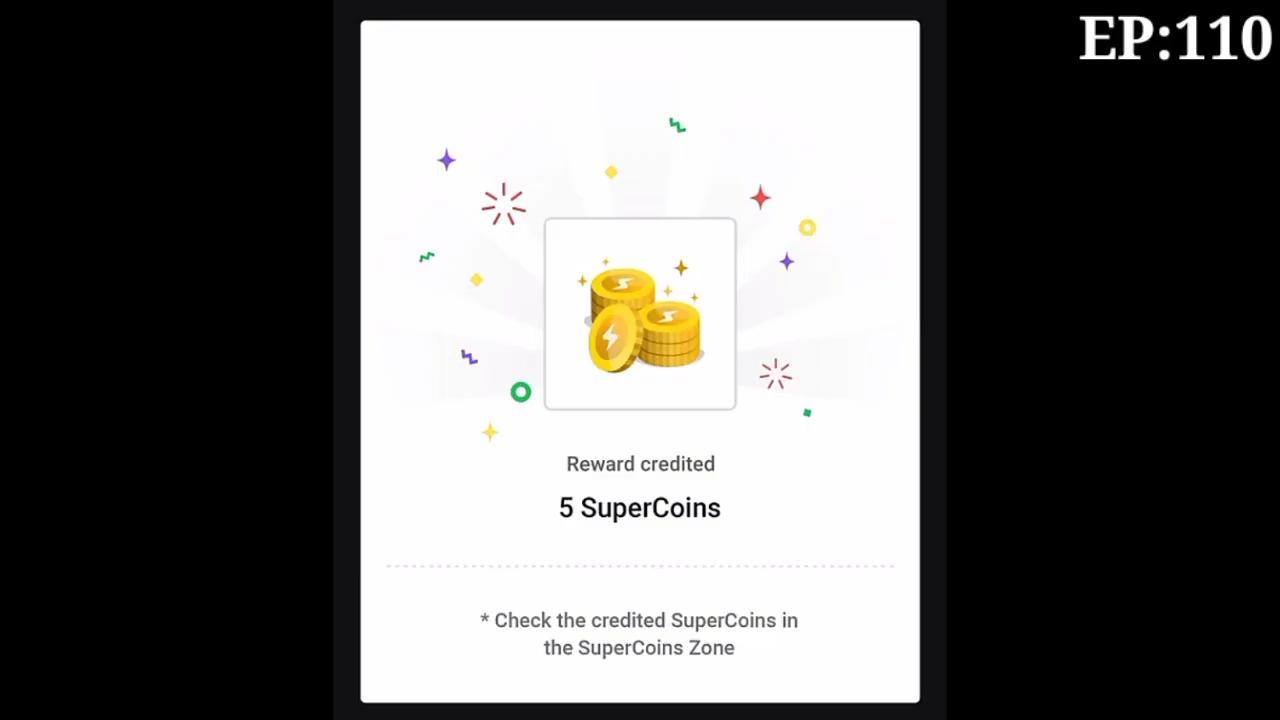 EP:110
Reward credited
5 SuperCoins
* Check the credited SuperCoins in
the SuperCoins Zone